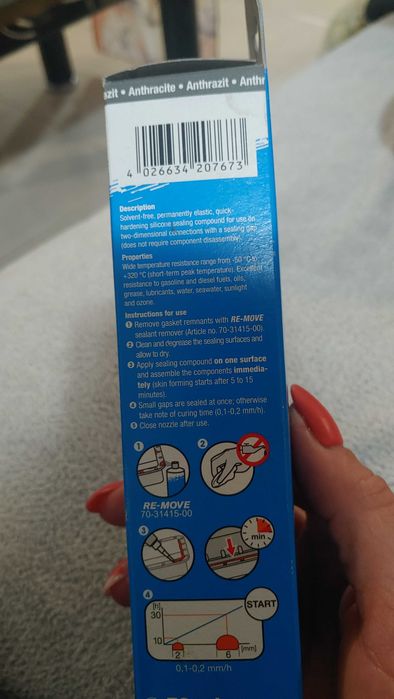 zit • Anthracite • Anthrazit • Anthr
4 026634 207673
Description
Solvent-free, permanently elastic, quick-
hardening silicone sealing compound for use on
two-dimensional connections with a sealing gap
(does not require component disassembly).
Properties
Wide temperature resistance range from -50 °C to
+320 °C (short-term peak temperature). Excellent
resistance to gasoline and diesel fuels, oils,
grease, lubricants, water, seawater, sunlight
and ozone.
Instructions for use
1 Remove gasket remnants with RE-MOVE
sealant remover (Article no. 70-31415-00).
2 Clean and degrease the sealing surfaces and
allow to dry.
3 Apply sealing compound on one surface
and assemble the components immedia-
tely (skin forming starts after 5 to 15
minutes).
4 Small gaps are sealed at once; otherwise
take note of curing time (0.1-0.2 mm/h).
5 Close nozzle after use.
1 2
RE-MOVE
70-31415-00
3 min
4 [h] START
30
10 [mm]
2 6
0,1-0,2 mm/h